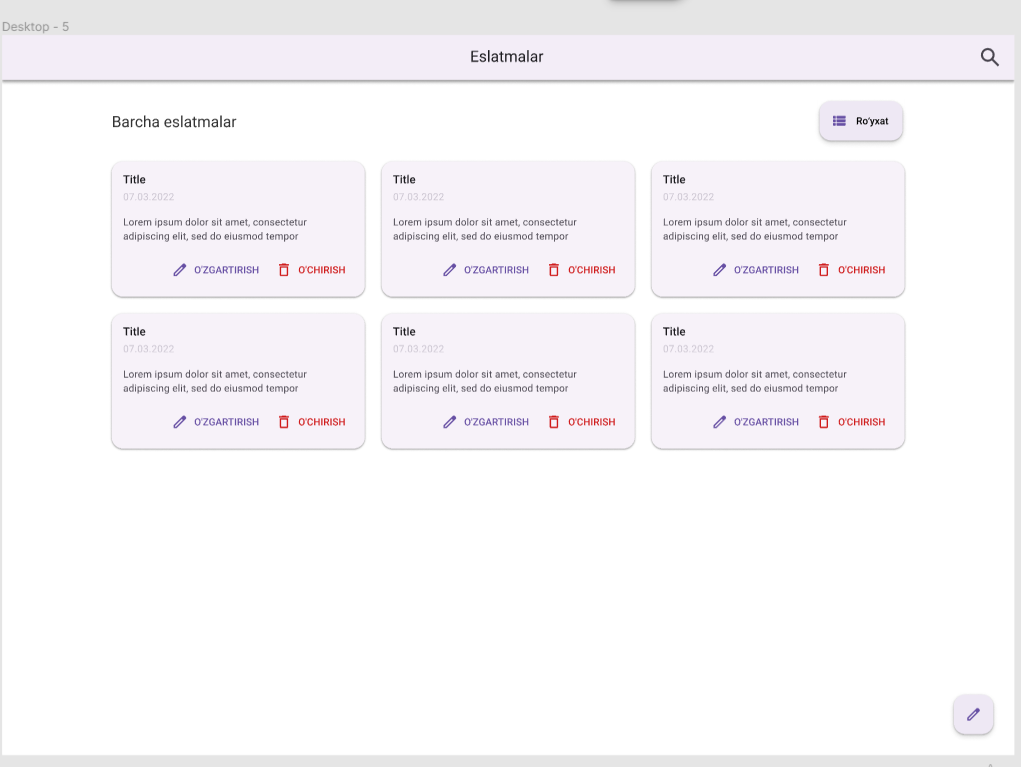 Desktop - 5
Eslatmalar
Barcha eslatmalar
Ro'yxat
Title
07.03.2022
Lorem ipsum dolor sit amet, consectetur
adipiscing elit, sed do eiusmod tempor
O'ZGARTIRISH
O'CHIRISH
Title
07.03.2022
Lorem ipsum dolor sit amet, consectetur
adipiscing elit, sed do eiusmod tempor
O'ZGARTIRISH
O'CHIRISH
Title
07.03.2022
Lorem ipsum dolor sit amet, consectetur
adipiscing elit, sed do eiusmod tempor
O'ZGARTIRISH
O'CHIRISH
Title
07.03.2022
Lorem ipsum dolor sit amet, consectetur
adipiscing elit, sed do eiusmod tempor
O'ZGARTIRISH
O'CHIRISH
Title
07.03.2022
Lorem ipsum dolor sit amet, consectetur
adipiscing elit, sed do eiusmod tempor
O'ZGARTIRISH
O'CHIRISH
Title
07.03.2022
Lorem ipsum dolor sit amet, consectetur
adipiscing elit, sed do eiusmod tempor
O'ZGARTIRISH
O'CHIRISH